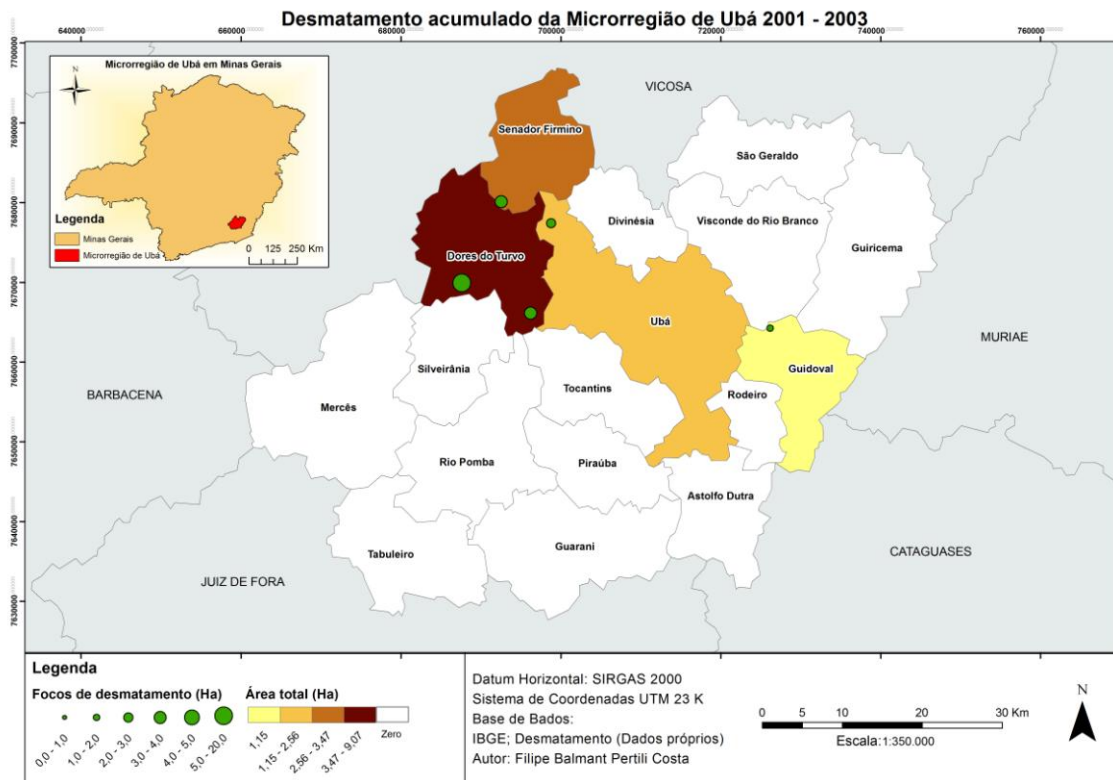 Desmatamento acumulado da Microrregião de Ubá 2001 - 2003
640000
660000
680000
700000
720000
740000
760000
7700000
7690000
7680000
7670000
7660000
7650000
7640000
7630000
Microrregião de Ubá em Minas Gerais
N
Legenda
Minas Gerais
Microrregião de Ubá
0 125 250 Km
VICOSA
Senador Firmino
São Geraldo
Divinésia
Visconde do Rio Branco
Guiricema
Dores do Turvo
Ubá
MURIAE
Silveirânia
Guidoval
Tocantins
Rodeiro
BARBACENA
Mercês
Rio Pomba
Piraúba
Astolfo Dutra
Tabuleiro
Guarani
CATAGUASES
JUIZ DE FORA
Legenda
Focos de desmatamento (Ha)
0,0 - 1,0
1,0 - 2,0
2,0 - 3,0
3,0 - 4,0
4,0 - 5,0
5,0 - 20,0
Área total (Ha)
1,15
1,15 - 2,56
2,56 - 3,47
3,47 - 9,07
Zero
Datum Horizontal: SIRGAS 2000
Sistema de Coordenadas UTM 23 K
Base de Bados:
IBGE; Desmatamento (Dados próprios)
Autor: Filipe Balmant Pertili Costa
0 5 10 20 30 Km
Escala:1:350.000
N